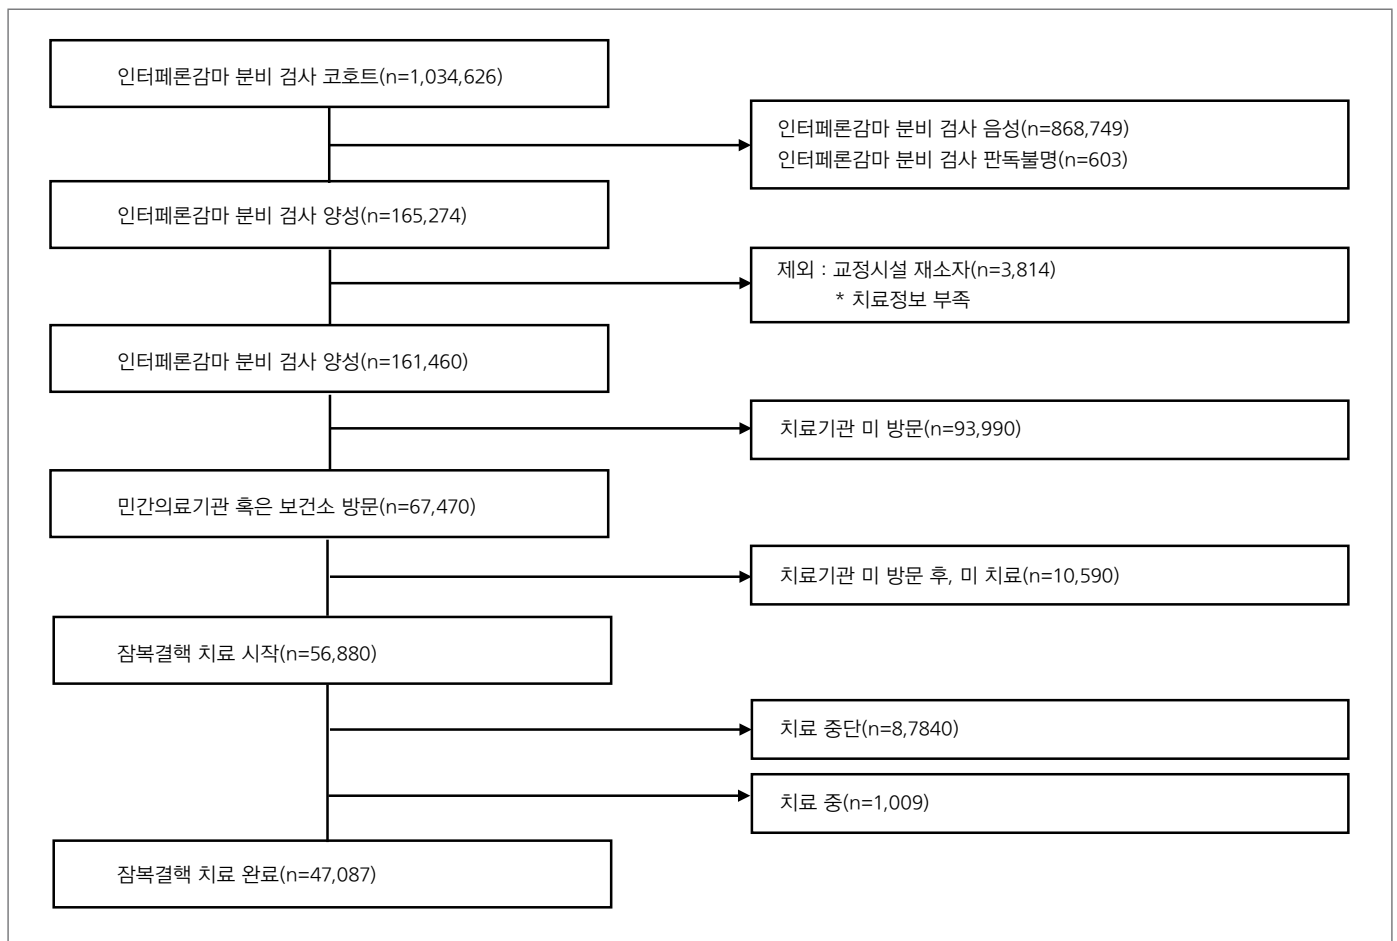 인터페론감마 분비 검사 코호트(n=1,034,626)
인터페론감마 분비 검사 음성(n=868,749)
인터페론감마 분비 검사 판독불명(n=603)
인터페론감마 분비 검사 양성(n=165,274)
제외 : 교정시설 재소자(n=3,814)
* 치료정보 부족
인터페론감마 분비 검사 양성(n=161,460)
치료기관 미 방문(n=93,990)
민간의료기관 혹은 보건소 방문(n=67,470)
치료기관 미 방문 후, 미 치료(n=10,590)
잠복결핵 치료 시작(n=56,880)
치료 중단(n=8,7840)
치료 중(n=1,009)
잠복결핵 치료 완료(n=47,087)